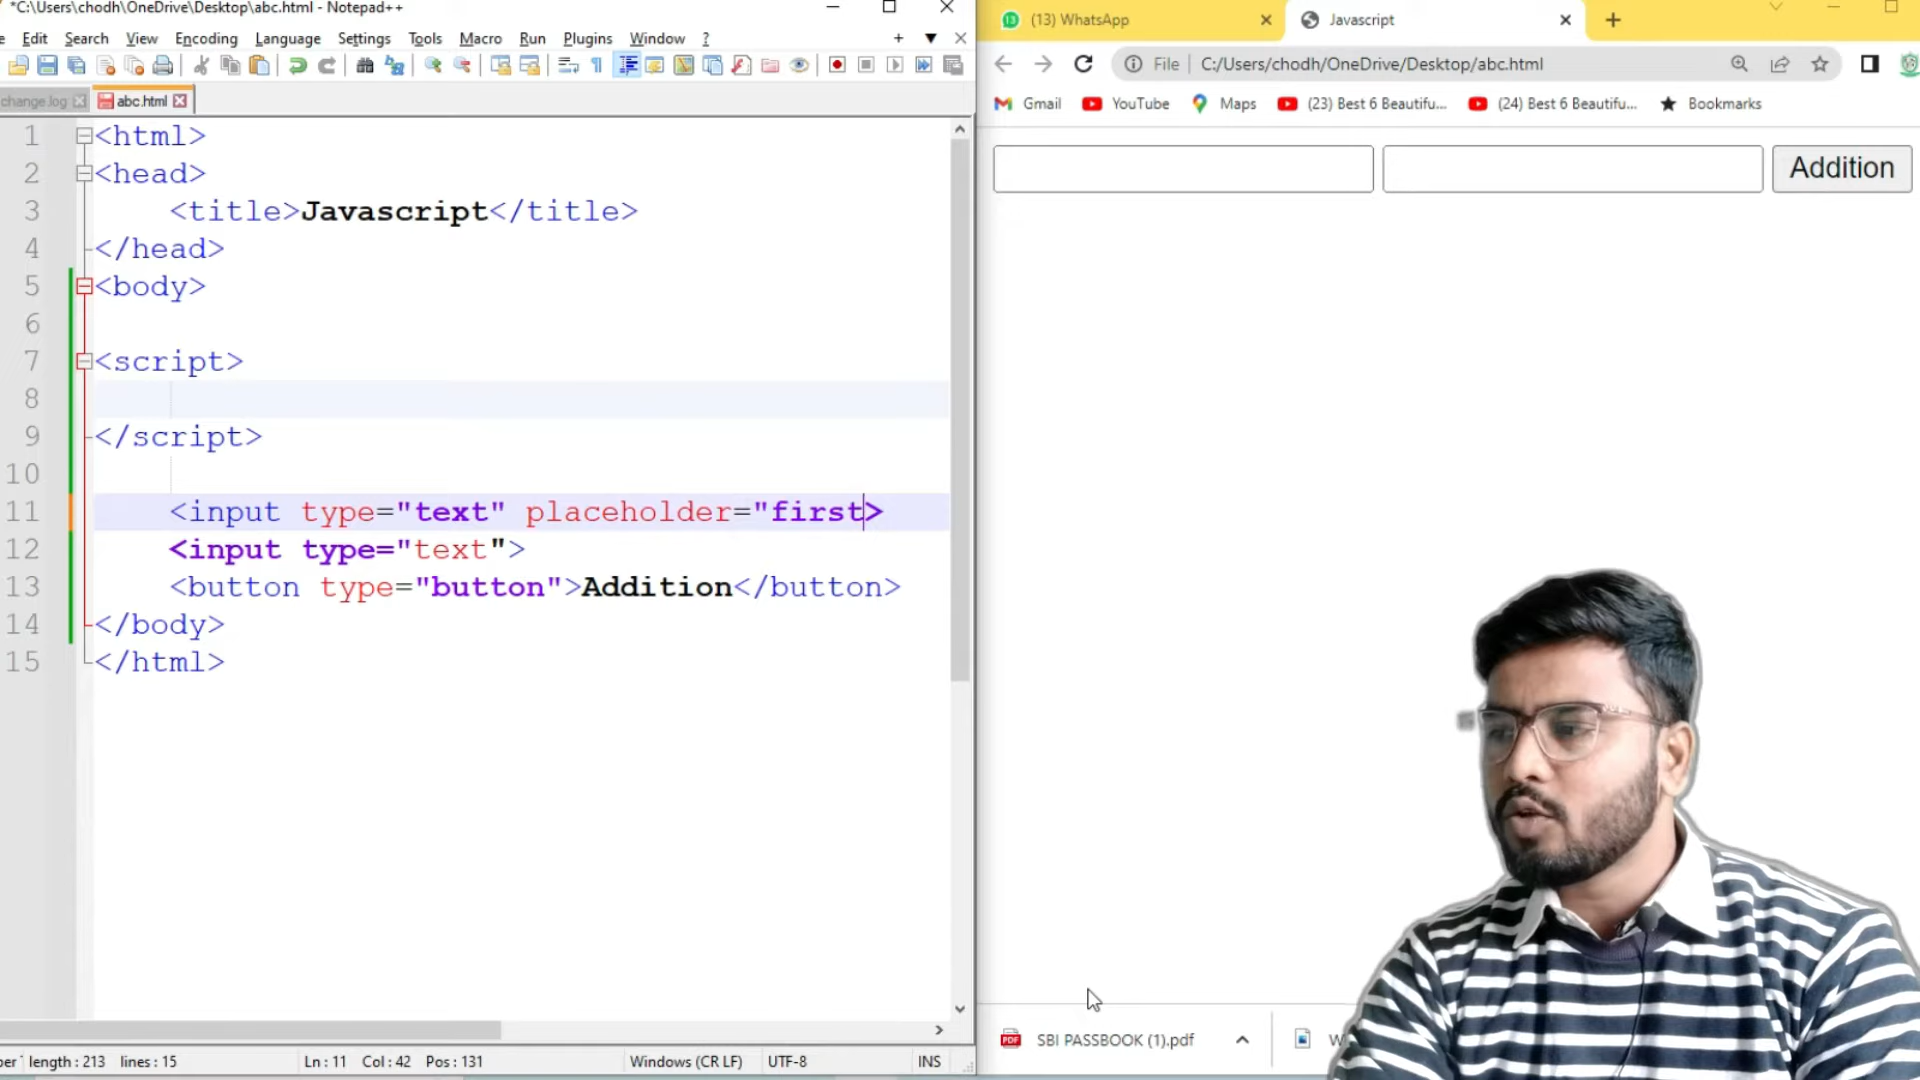 *C:\Users\chodh\OneDrive\Desktop\abc.html - Notepad++
Edit Search View Encoding Language Settings Tools Macro Run Plugins Window ?
change.log abc.html
1 <html>
2 <head>
3 <title>Javascript</title>
4 </head>
5 <body>
6
7 <script>
8
9 </script>
10
11 <input type="text" placeholder="first>
12 <input type="text">
13 <button type="button">Addition</button>
14 </body>
15 </html>
length : 213 lines : 15 Ln : 11 Col : 42 Pos : 131 Windows (CR LF) UTF-8 INS
(13) WhatsApp Javascript
File C:/Users/chodh/OneDrive/Desktop/abc.html
Gmail YouTube Maps (23) Best 6 Beautifu... (24) Best 6 Beautifu... Bookmarks
Addition
PDF SBI PASSBOOK (1).pdf